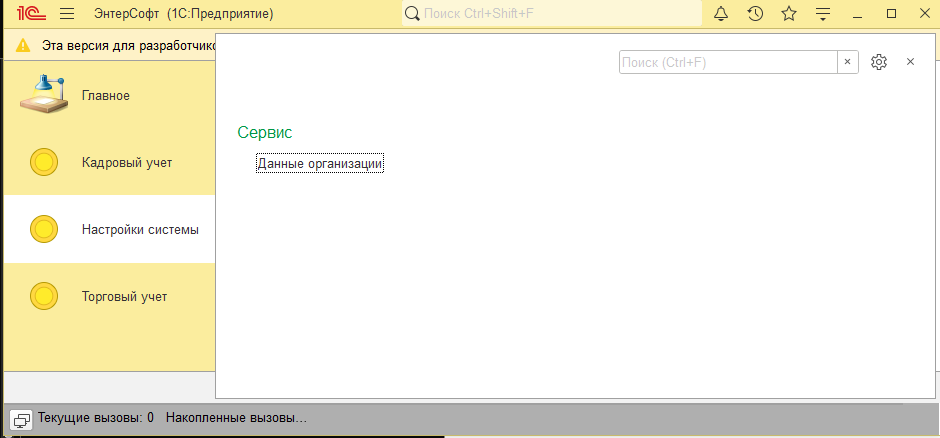 1С ЭнтерСофт (1С:Предприятие) Поиск Ctrl+Shift+F
Эта версия для разработчико
Поиск (Ctrl+F)
Главное
Сервис
Кадровый учет
Данные организации
Настройки системы
Торговый учет
Текущие вызовы: 0 Накопленные вызовы...